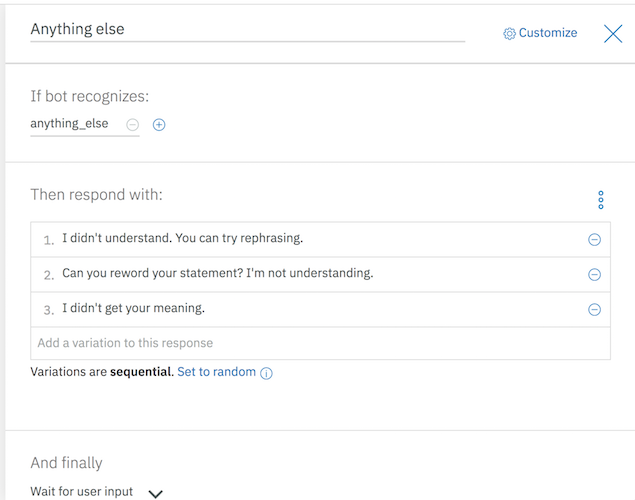 Anything else
Customize
If bot recognizes:
anything_else
Then respond with:
1. I didn't understand. You can try rephrasing.
2. Can you reword your statement? I'm not understanding.
3. I didn't get your meaning.
Add a variation to this response
Variations are sequential. Set to random
And finally
Wait for user input